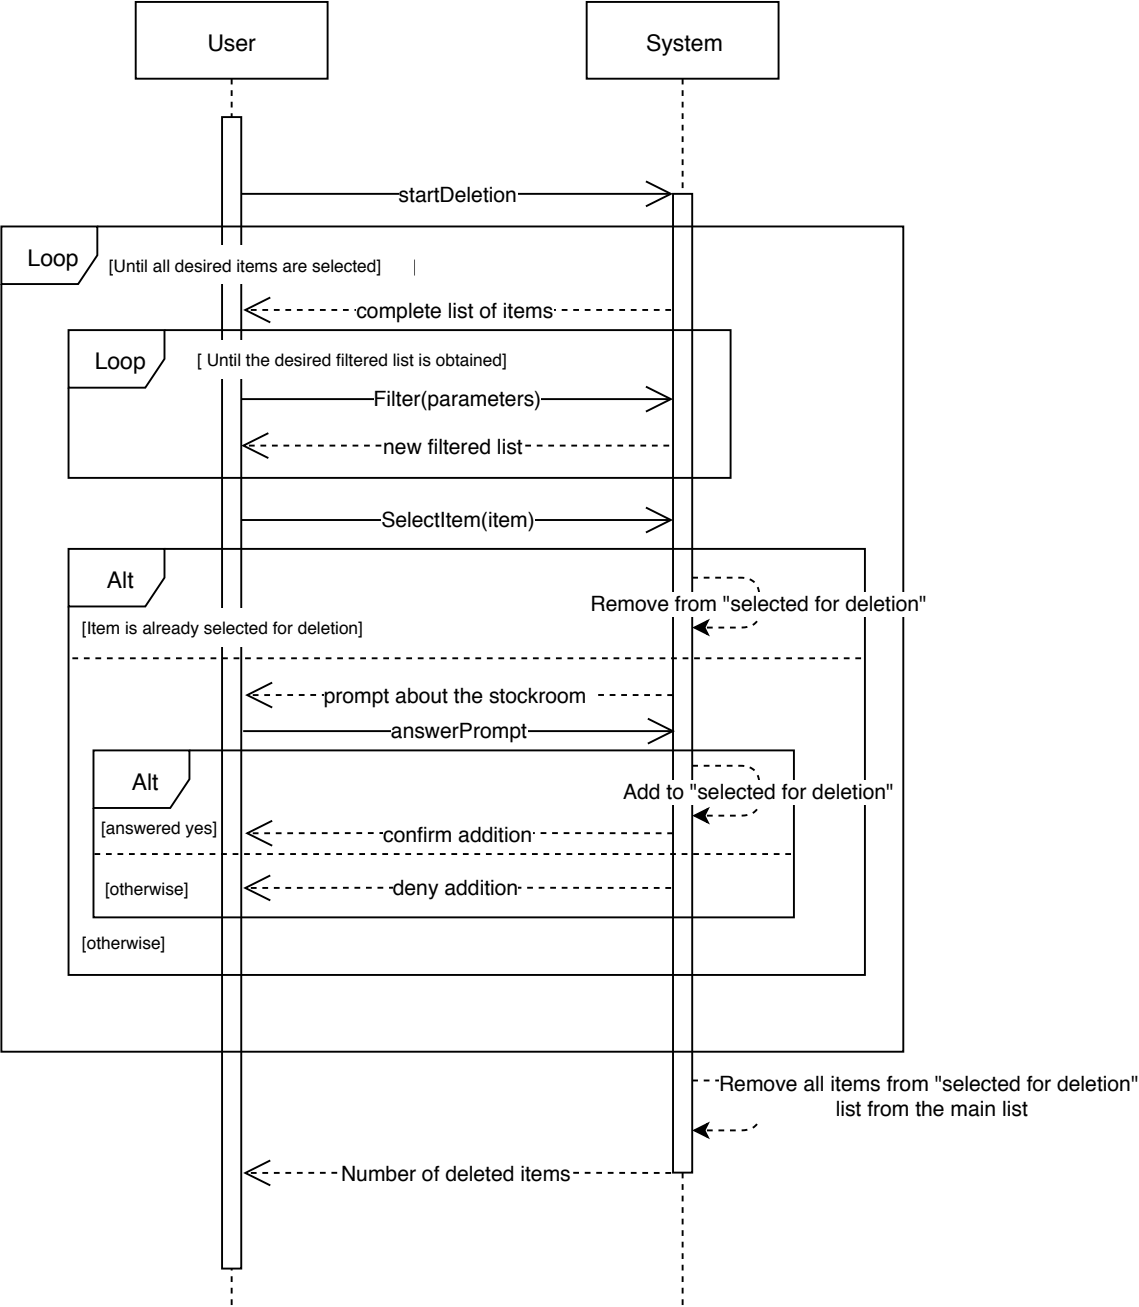 User
System
startDeletion
Loop
[Until all desired items are selected]
complete list of items
Loop
[ Until the desired filtered list is obtained]
Filter(parameters)
new filtered list
SelectItem(item)
Alt
Remove from "selected for deletion"
[Item is already selected for deletion]
prompt about the stockroom
answerPrompt
Alt
Add to "selected for deletion"
[answered yes]
confirm addition
[otherwise]
deny addition
[otherwise]
Remove all items from "selected for deletion"
list from the main list
Number of deleted items